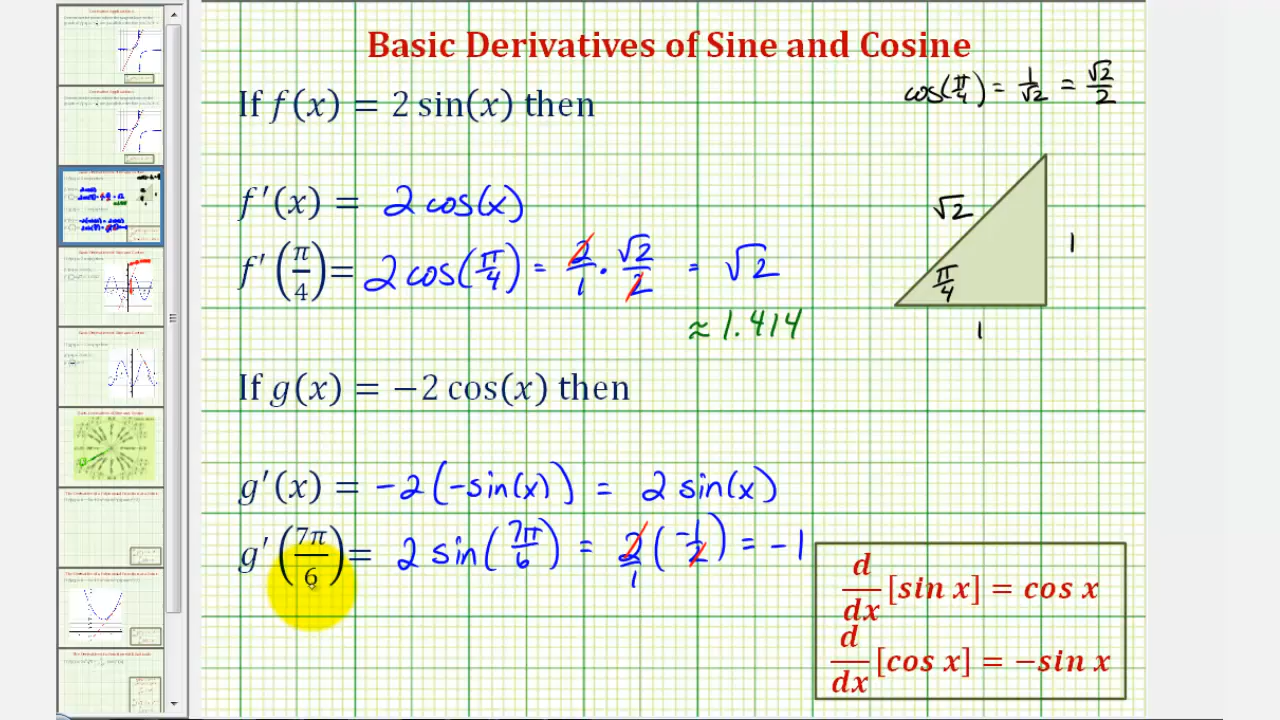 Basic Derivatives of Sine and Cosine
cos(π/4) = 1/√2 = √2/2
If f(x) = 2 sin(x) then
f′(x) = 2 cos(x)
f′(π/4) = 2 cos(π/4) = 2/1 · √2/2 = √2
≈ 1.414
√2
1
π/4
1
If g(x) = −2 cos(x) then
g′(x) = −2(−sin(x)) = 2 sin(x)
g′(7π/6) = 2 sin(7π/6) = 2/1 (−1/2) = −1
d/dx [sin x] = cos x
d/dx [cos x] = −sin x